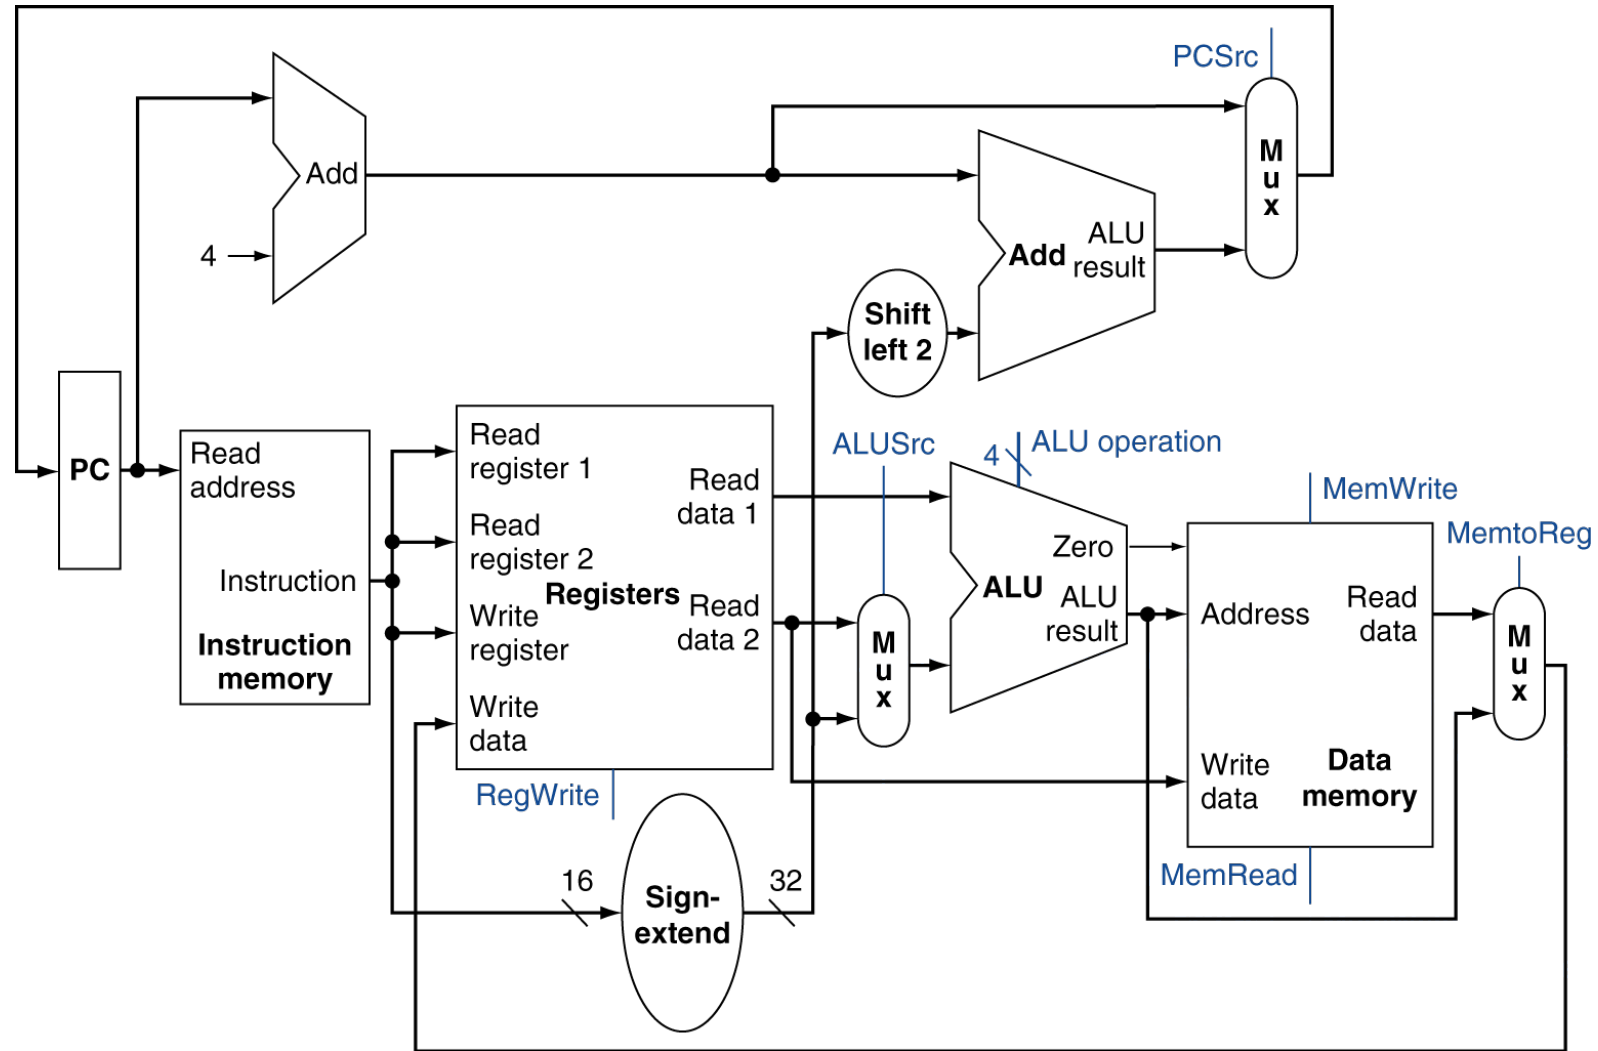 PCSrc
M
u
x
Add
4
Add
ALU
result
Shift
left 2
PC
Read
address
Instruction
Instruction
memory
Read
register 1
Read
register 2
Write
register
Write
data
Registers
Read
data 1
Read
data 2
RegWrite
16
Sign-
extend
32
ALUSrc
M
u
x
4
ALU operation
Zero
ALU
ALU
result
MemWrite
Address
Read
data
Write
data
Data
memory
MemRead
MemtoReg
M
u
x